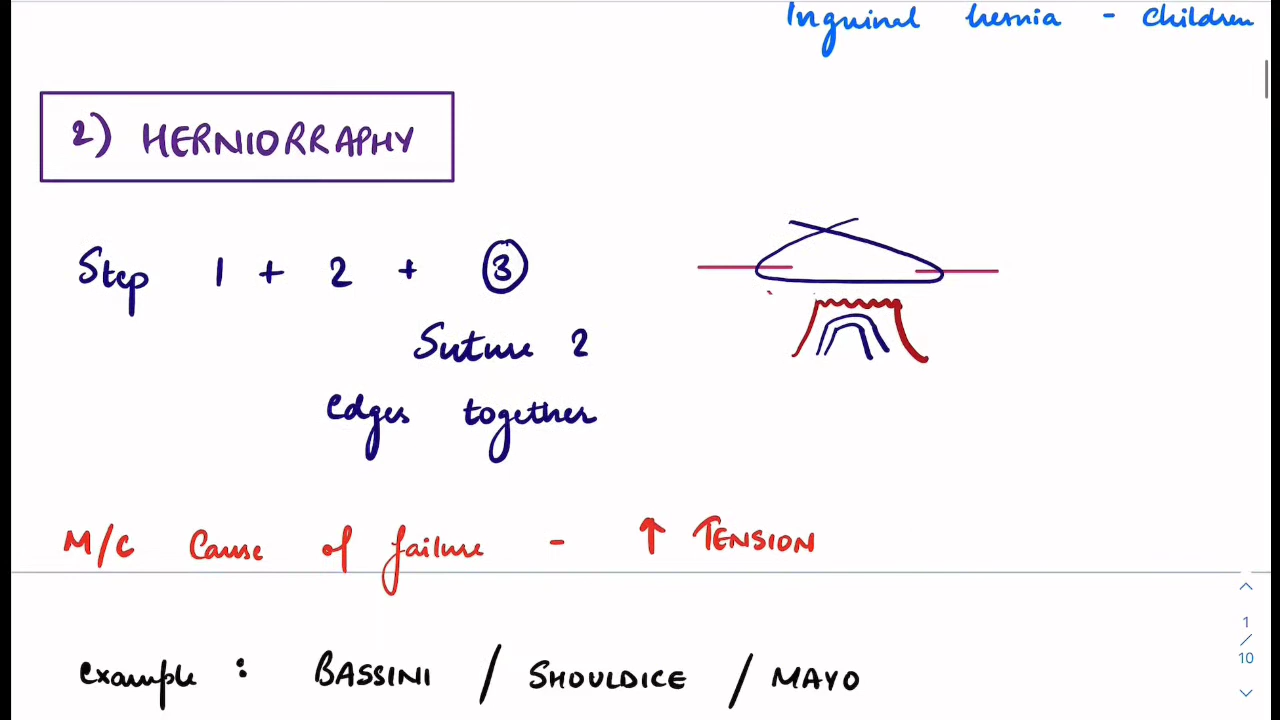 Inguinal hernia - children
2) HERNIORRAPHY
Step 1 + 2 + 3
Suture 2
edges together
M/C Cause of failure - ↑ TENSION
1
/
10
example : BASSINI / SHOULDICE / MAYO